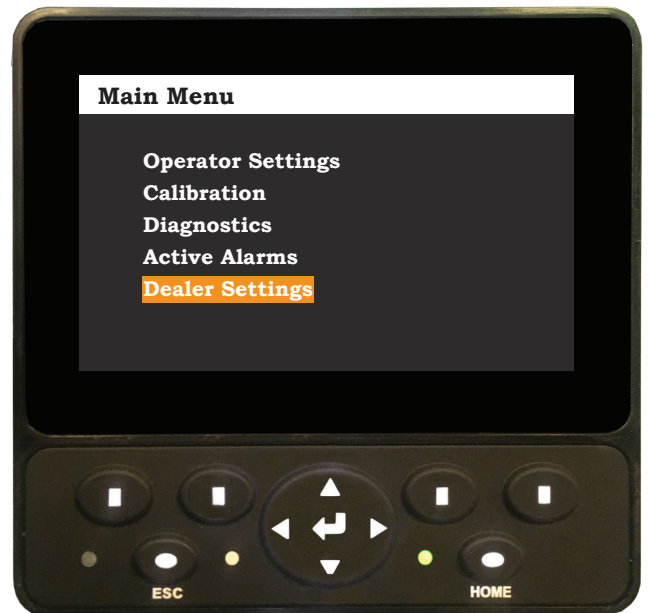 Main Menu
Operator Settings
Calibration
Diagnostics
Active Alarms
Dealer Settings
ESC
HOME